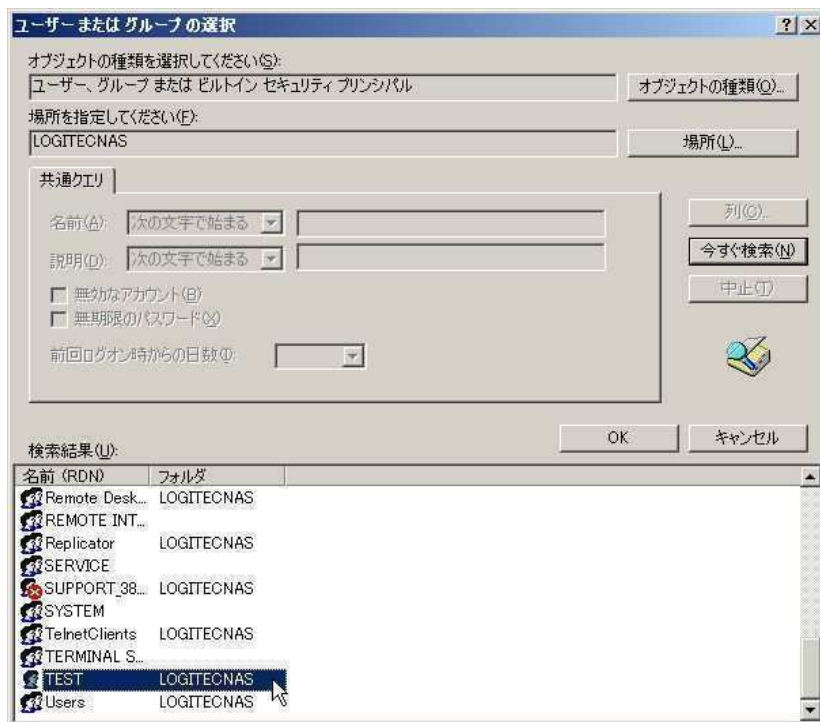 ユーザー または グループ の選択
オブジェクトの種類を選択してください(S):
ユーザー、グループ または ビルトイン セキュリティ プリンシパル
オブジェクトの種類(O)...
場所を指定してください(F):
LOGITECNAS
場所(L)...
共通クエリ
名前(A): 次の文字で始まる
列(C)...
説明(D): 次の文字で始まる
今すぐ検索(N)
無効なアカウント(B)
中止(T)
無期限のパスワード(X)
前回ログオン時からの日数(I):
OK キャンセル
検索結果(U):
名前 (RDN) フォルダ
Remote Desk... LOGITECNAS
REMOTE INT...
Replicator LOGITECNAS
SERVICE
SUPPORT_38... LOGITECNAS
SYSTEM
TelnetClients LOGITECNAS
TERMINAL S...
TEST LOGITECNAS
Users LOGITECNAS